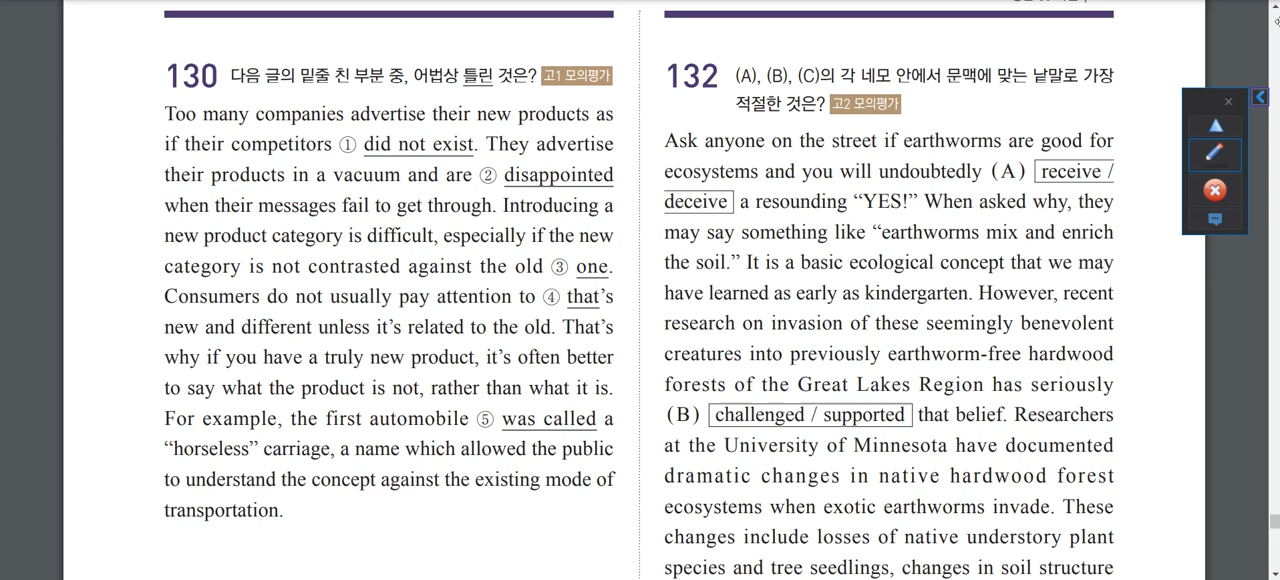 130 다음 글의 밑줄 친 부분 중, 어법상 틀린 것은? 고1 모의평가
Too many companies advertise their new products as
if their competitors ① did not exist. They advertise
their products in a vacuum and are ② disappointed
when their messages fail to get through. Introducing a
new product category is difficult, especially if the new
category is not contrasted against the old ③ one.
Consumers do not usually pay attention to ④ that’s
new and different unless it’s related to the old. That’s
why if you have a truly new product, it’s often better
to say what the product is not, rather than what it is.
For example, the first automobile ⑤ was called a
“horseless” carriage, a name which allowed the public
to understand the concept against the existing mode of
transportation.
132 (A), (B), (C)의 각 네모 안에서 문맥에 맞는 낱말로 가장
적절한 것은? 고2 모의평가
Ask anyone on the street if earthworms are good for
ecosystems and you will undoubtedly (A) receive /
deceive a resounding “YES!” When asked why, they
may say something like “earthworms mix and enrich
the soil.” It is a basic ecological concept that we may
have learned as early as kindergarten. However, recent
research on invasion of these seemingly benevolent
creatures into previously earthworm-free hardwood
forests of the Great Lakes Region has seriously
(B) challenged / supported that belief. Researchers
at the University of Minnesota have documented
dramatic changes in native hardwood forest
ecosystems when exotic earthworms invade. These
changes include losses of native understory plant
species and tree seedlings, changes in soil structure